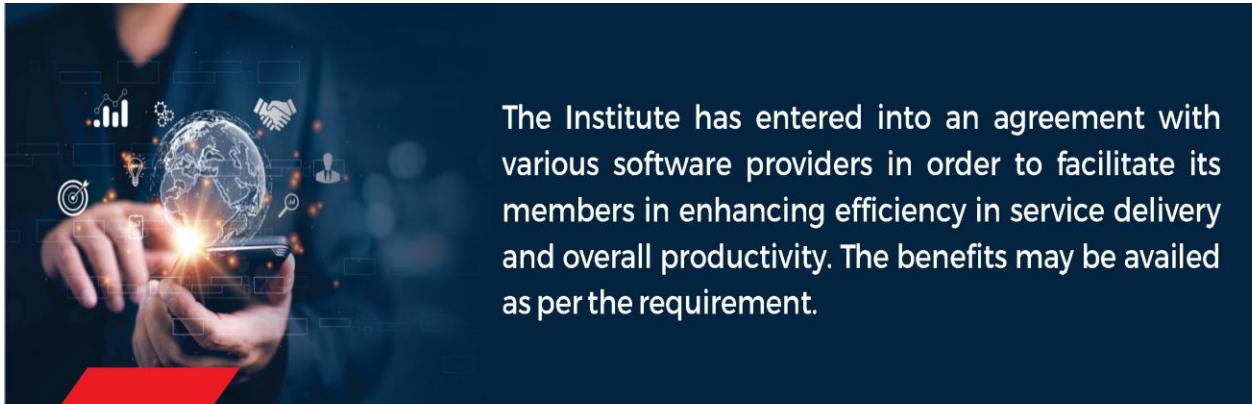 The Institute has entered into an agreement with
various software providers in order to facilitate its
members in enhancing efficiency in service delivery
and overall productivity. The benefits may be availed
as per the requirement.